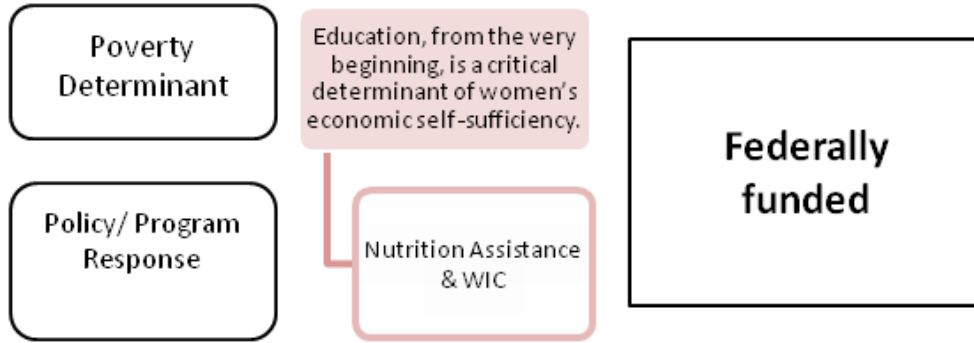 Poverty
Determinant
Education, from the very
beginning, is a critical
determinant of women's
economic self-sufficiency.
Federally
funded
Policy/ Program
Response
Nutrition Assistance
& WIC